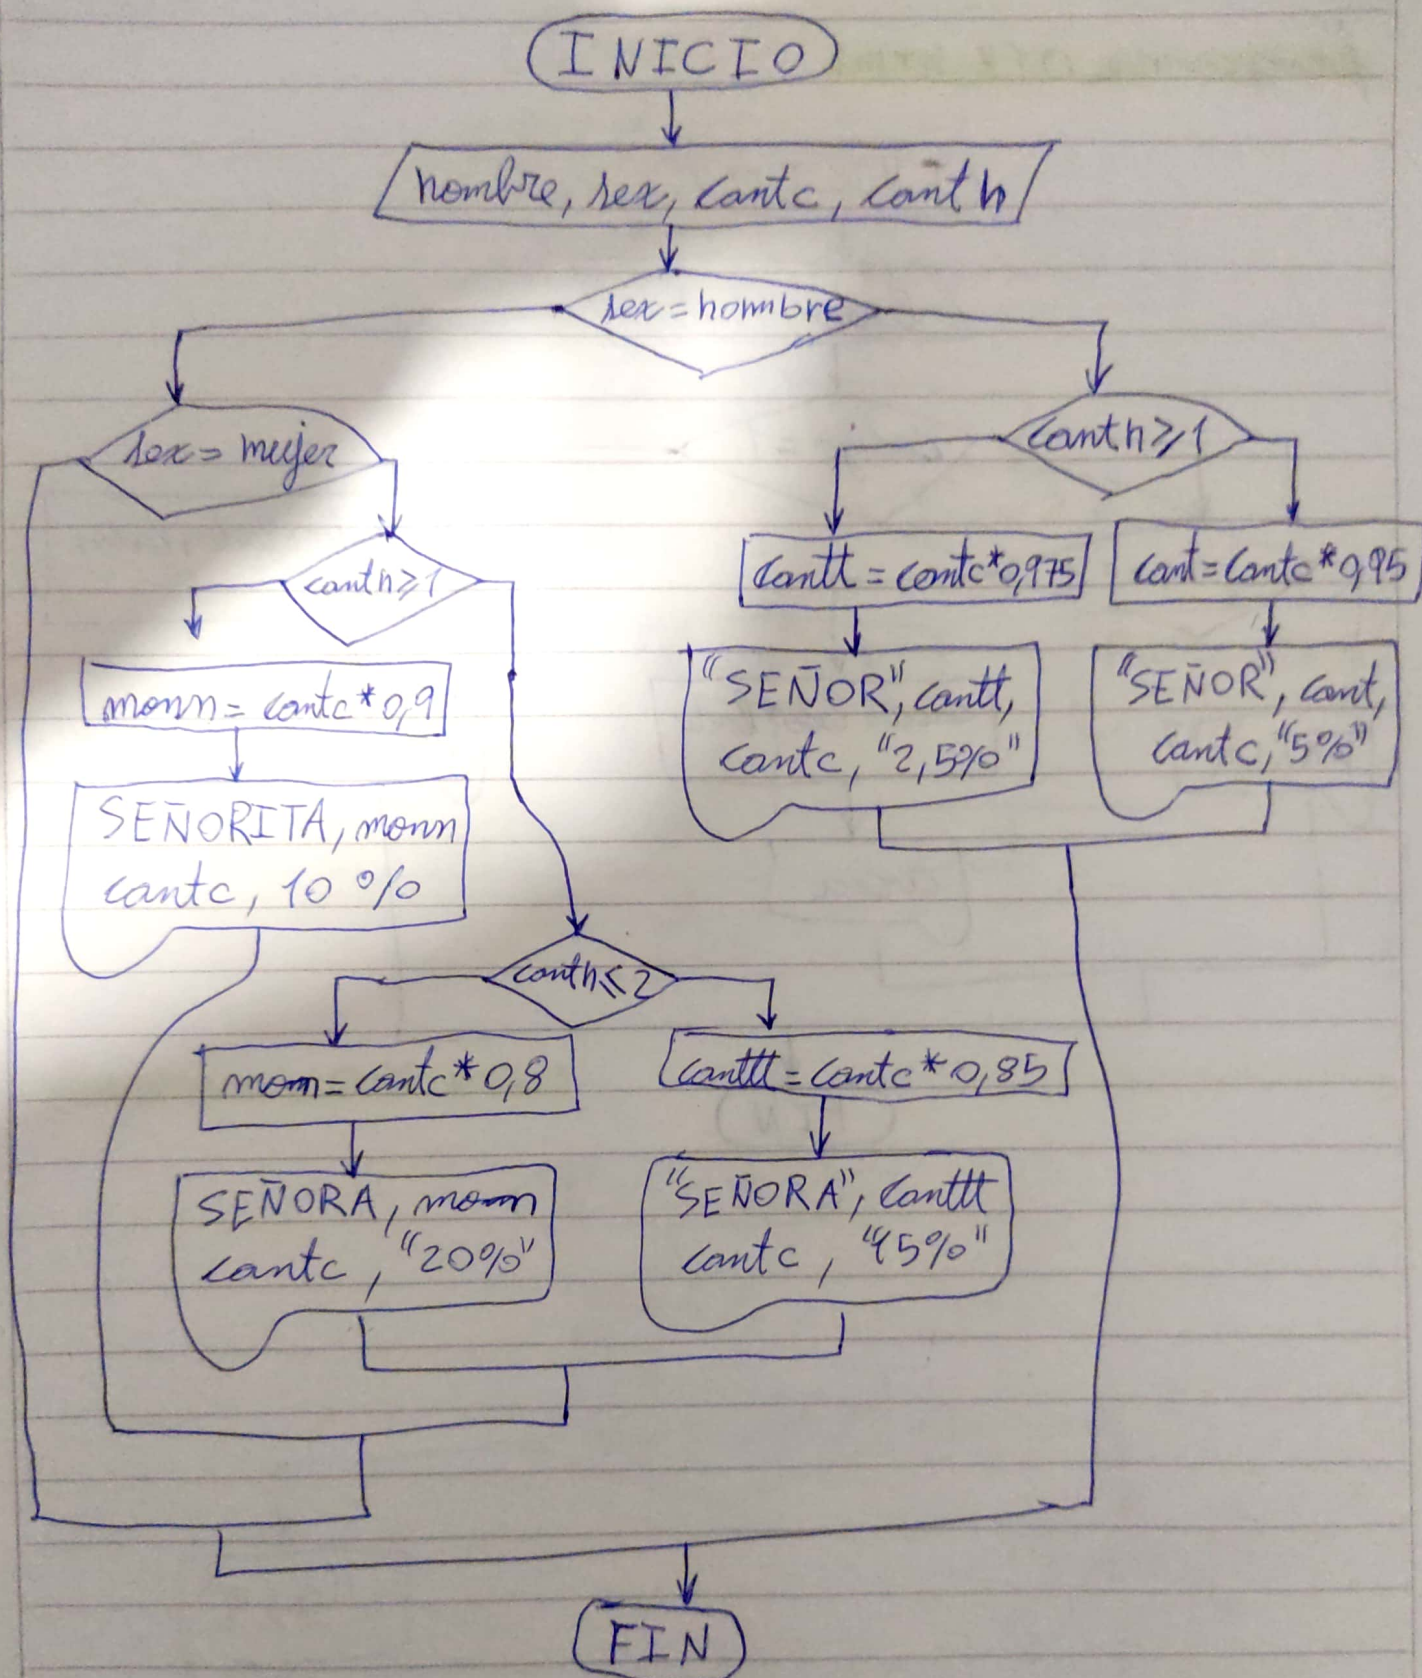 INICIO
nombre, sex, cantc, canth
sex=hombre
sex=mujer
canth≥1
canth≥1
cantt=cantc*0,975
cant=cantc*0,95
"SEÑOR", cantt,
cantc, "2,5%"
"SEÑOR", cant,
cantc, "5%"
monn=cantc*0,9
SEÑORITA, monn
cantc, 10%
canth≤2
mom=cantc*0,8
canttt=cantc*0,85
SEÑORA, mom
cantc, "20%"
"SEÑORA", canttt
cantc, "15%"
FIN